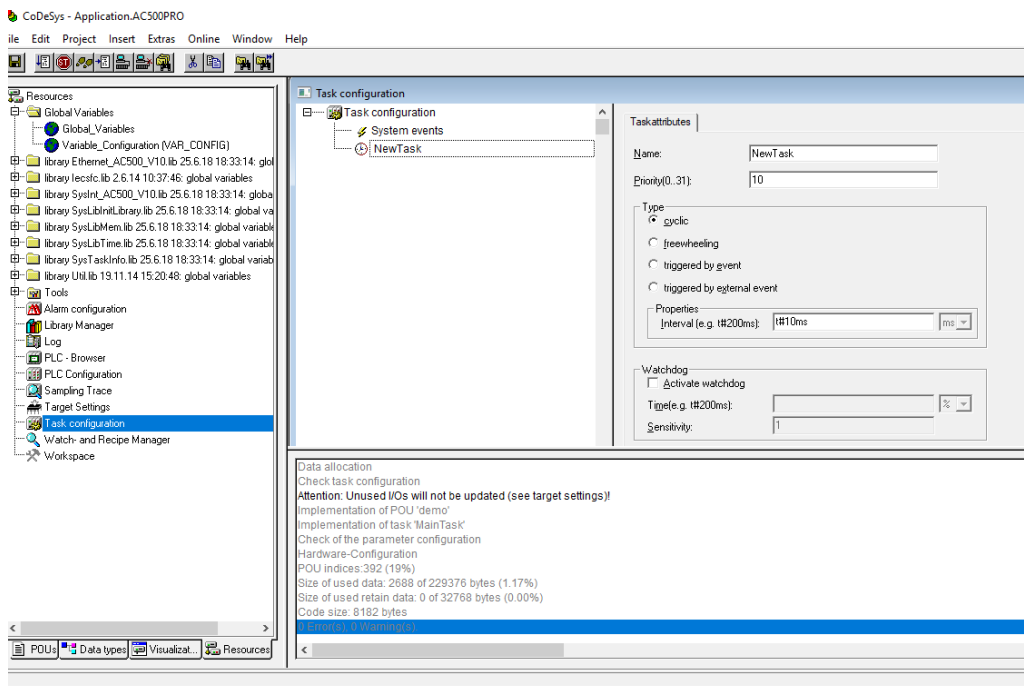 CoDeSys - Application.AC500PRO
ile Edit Project Insert Extras Online Window Help
Resources
Global Variables
Global_Variables
Variable_Configuration (VAR_CONFIG)
library Ethernet_AC500_V10.lib 25.6.18 18:33:14: glol
library Iecsfc.lib 2.6.14 10:37:46: global variables
library SysInt_AC500_V10.lib 25.6.18 18:33:14: globa
library SysLibInitLibrary.lib 25.6.18 18:33:14: global va
library SysLibMem.lib 25.6.18 18:33:14: global variable
library SysLibTime.lib 25.6.18 18:33:14: global variable
library SysTaskInfo.lib 25.6.18 18:33:14: global variab
library Util.lib 19.11.14 15:20:48: global variables
Tools
Alarm configuration
Library Manager
Log
PLC - Browser
PLC Configuration
Sampling Trace
Target Settings
Task configuration
Watch- and Recipe Manager
Workspace
POUs Data types Visualizat... Resources
Task configuration
Task configuration
System events
NewTask
Taskattributes
Name: NewTask
Priority(0..31): 10
Type
cyclic
freewheeling
triggered by event
triggered by external event
Properties
Interval (e.g. t#200ms): t#10ms ms
Watchdog
Activate watchdog
Time(e.g. t#200ms): %
Sensitivity: 1
Data allocation
Check task configuration
Attention: Unused I/Os will not be updated (see target settings)!
Implementation of POU 'demo'
Implementation of task 'MainTask'
Check of the parameter configuration
Hardware-Configuration
POU indices:392 (19%)
Size of used data: 2688 of 229376 bytes (1.17%)
Size of used retain data: 0 of 32768 bytes (0.00%)
Code size: 8182 bytes
0 Error(s), 0 Warning(s).